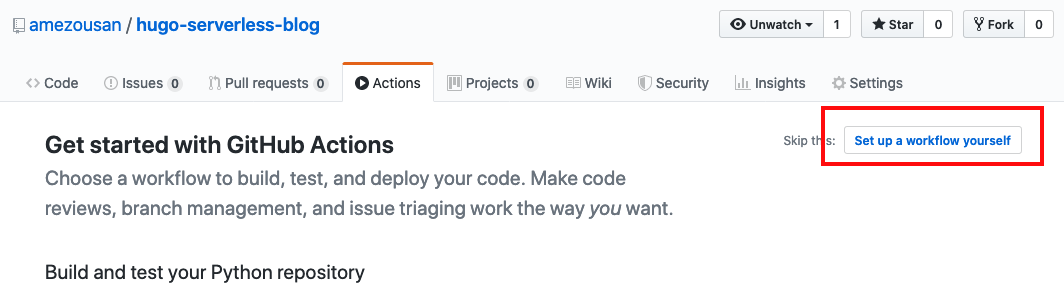 amezousan / hugo-serverless-blog
Unwatch 1 Star 0 Fork 0
Code Issues 0 Pull requests 0 Actions Projects 0 Wiki Security Insights Settings
Get started with GitHub Actions
Skip this: Set up a workflow yourself
Choose a workflow to build, test, and deploy your code. Make code
reviews, branch management, and issue triaging work the way you want.
Build and test your Python repository